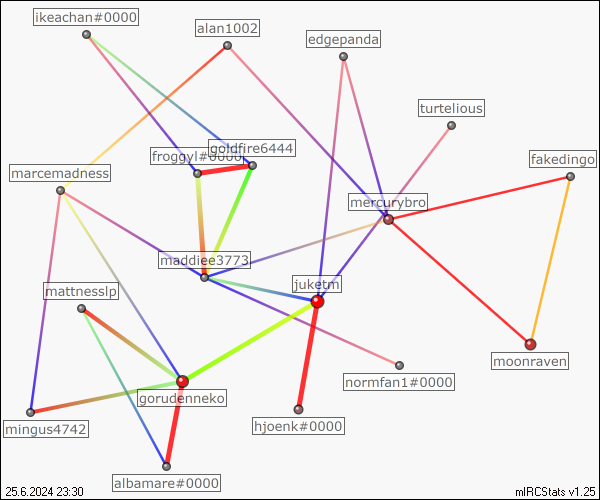 ikeachan#0000
alan1002
edgepanda
turtelious
goldfire6444
froggyl#0000
fakedingo
marcemadness
mercurybro
maddiee3773
juketm
mattnesslp
moonraven
normfan1#0000
gorudenneko
hjoenk#0000
mingus4742
albamare#0000
25.6.2024 23:30
mIRCStats v1.25